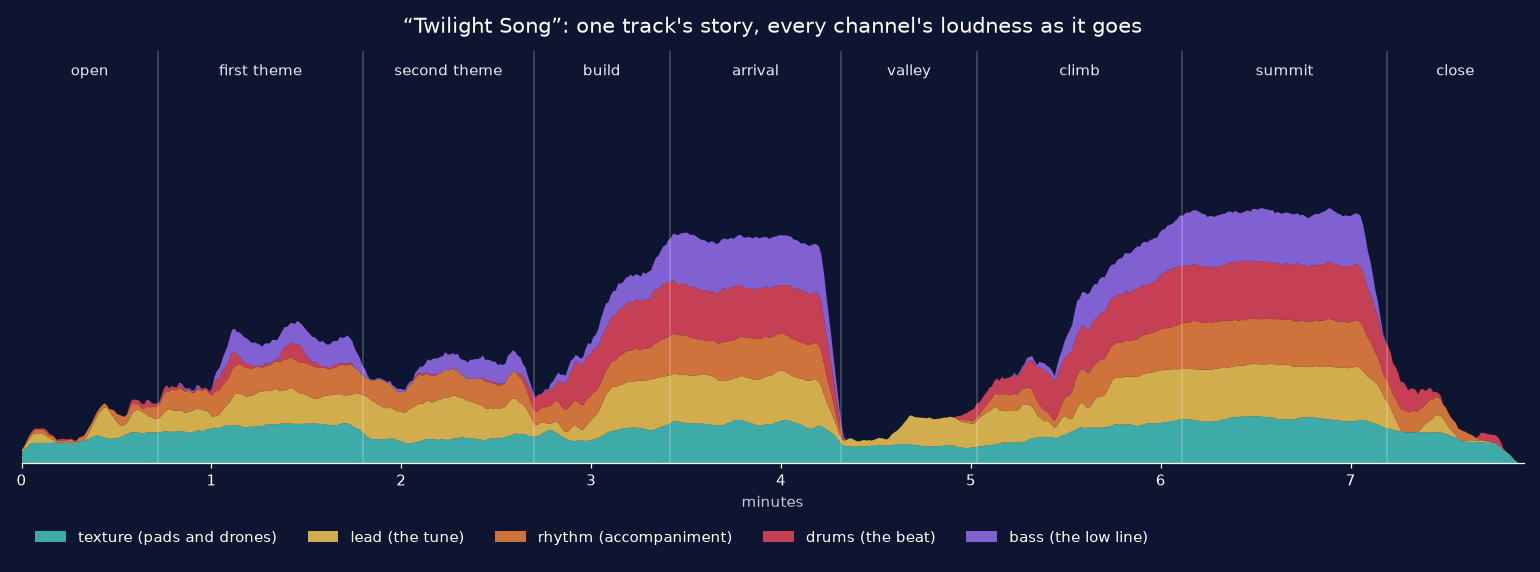 “Twilight Song”: one track's story, every channel's loudness as it goes
open first theme second theme build arrival valley climb summit close
0 1 2 3 4 5 6 7
minutes
texture (pads and drones) lead (the tune) rhythm (accompaniment) drums (the beat) bass (the low line)